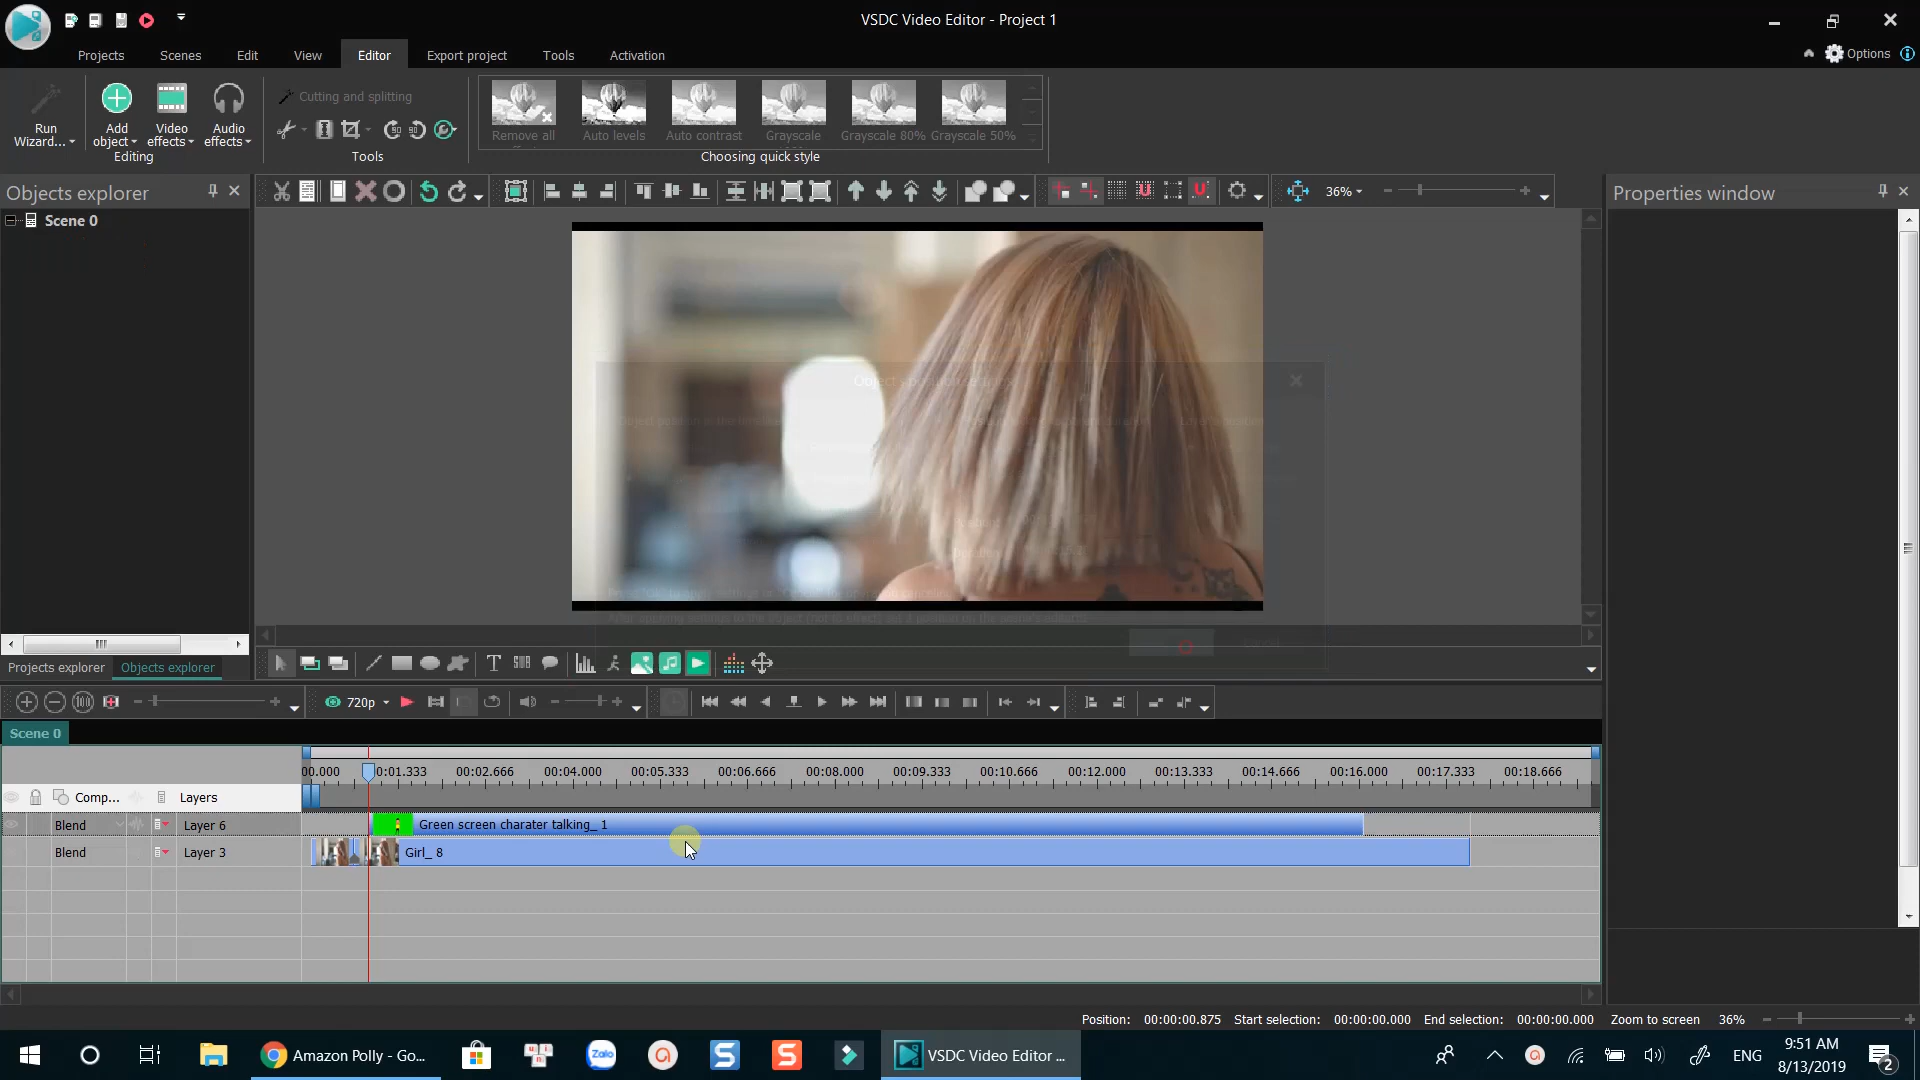 VSDC Video Editor - Project 1
Projects
Scenes
Edit
View
Editor
Export project
Tools
Activation
Options
Run Wizard...
Add object
Video effects
Audio effects
Editing
Cutting and splitting
Tools
Remove all
Auto levels
Auto contrast
Grayscale
Grayscale 80%
Grayscale 50%
Choosing quick style
Objects explorer
36%
Properties window
Scene 0
Projects explorer
Objects explorer
720p
Scene 0
00.000
0:01.333
00:02.666
00:04.000
00:05.333
00:06.666
00:08.000
00:09.333
00:10.666
00:12.000
00:13.333
00:14.666
00:16.000
00:17.333
00:18.666
Comp...
Layers
Blend
Layer 6
Green screen charater talking_ 1
Blend
Layer 3
Girl_ 8
Position: 00:00:00.875
Start selection: 00:00:00.000
End selection: 00:00:00.000
Zoom to screen 36%
Amazon Polly - Go...
Zalo
VSDC Video Editor ...
ENG
9:51 AM
8/13/2019
2